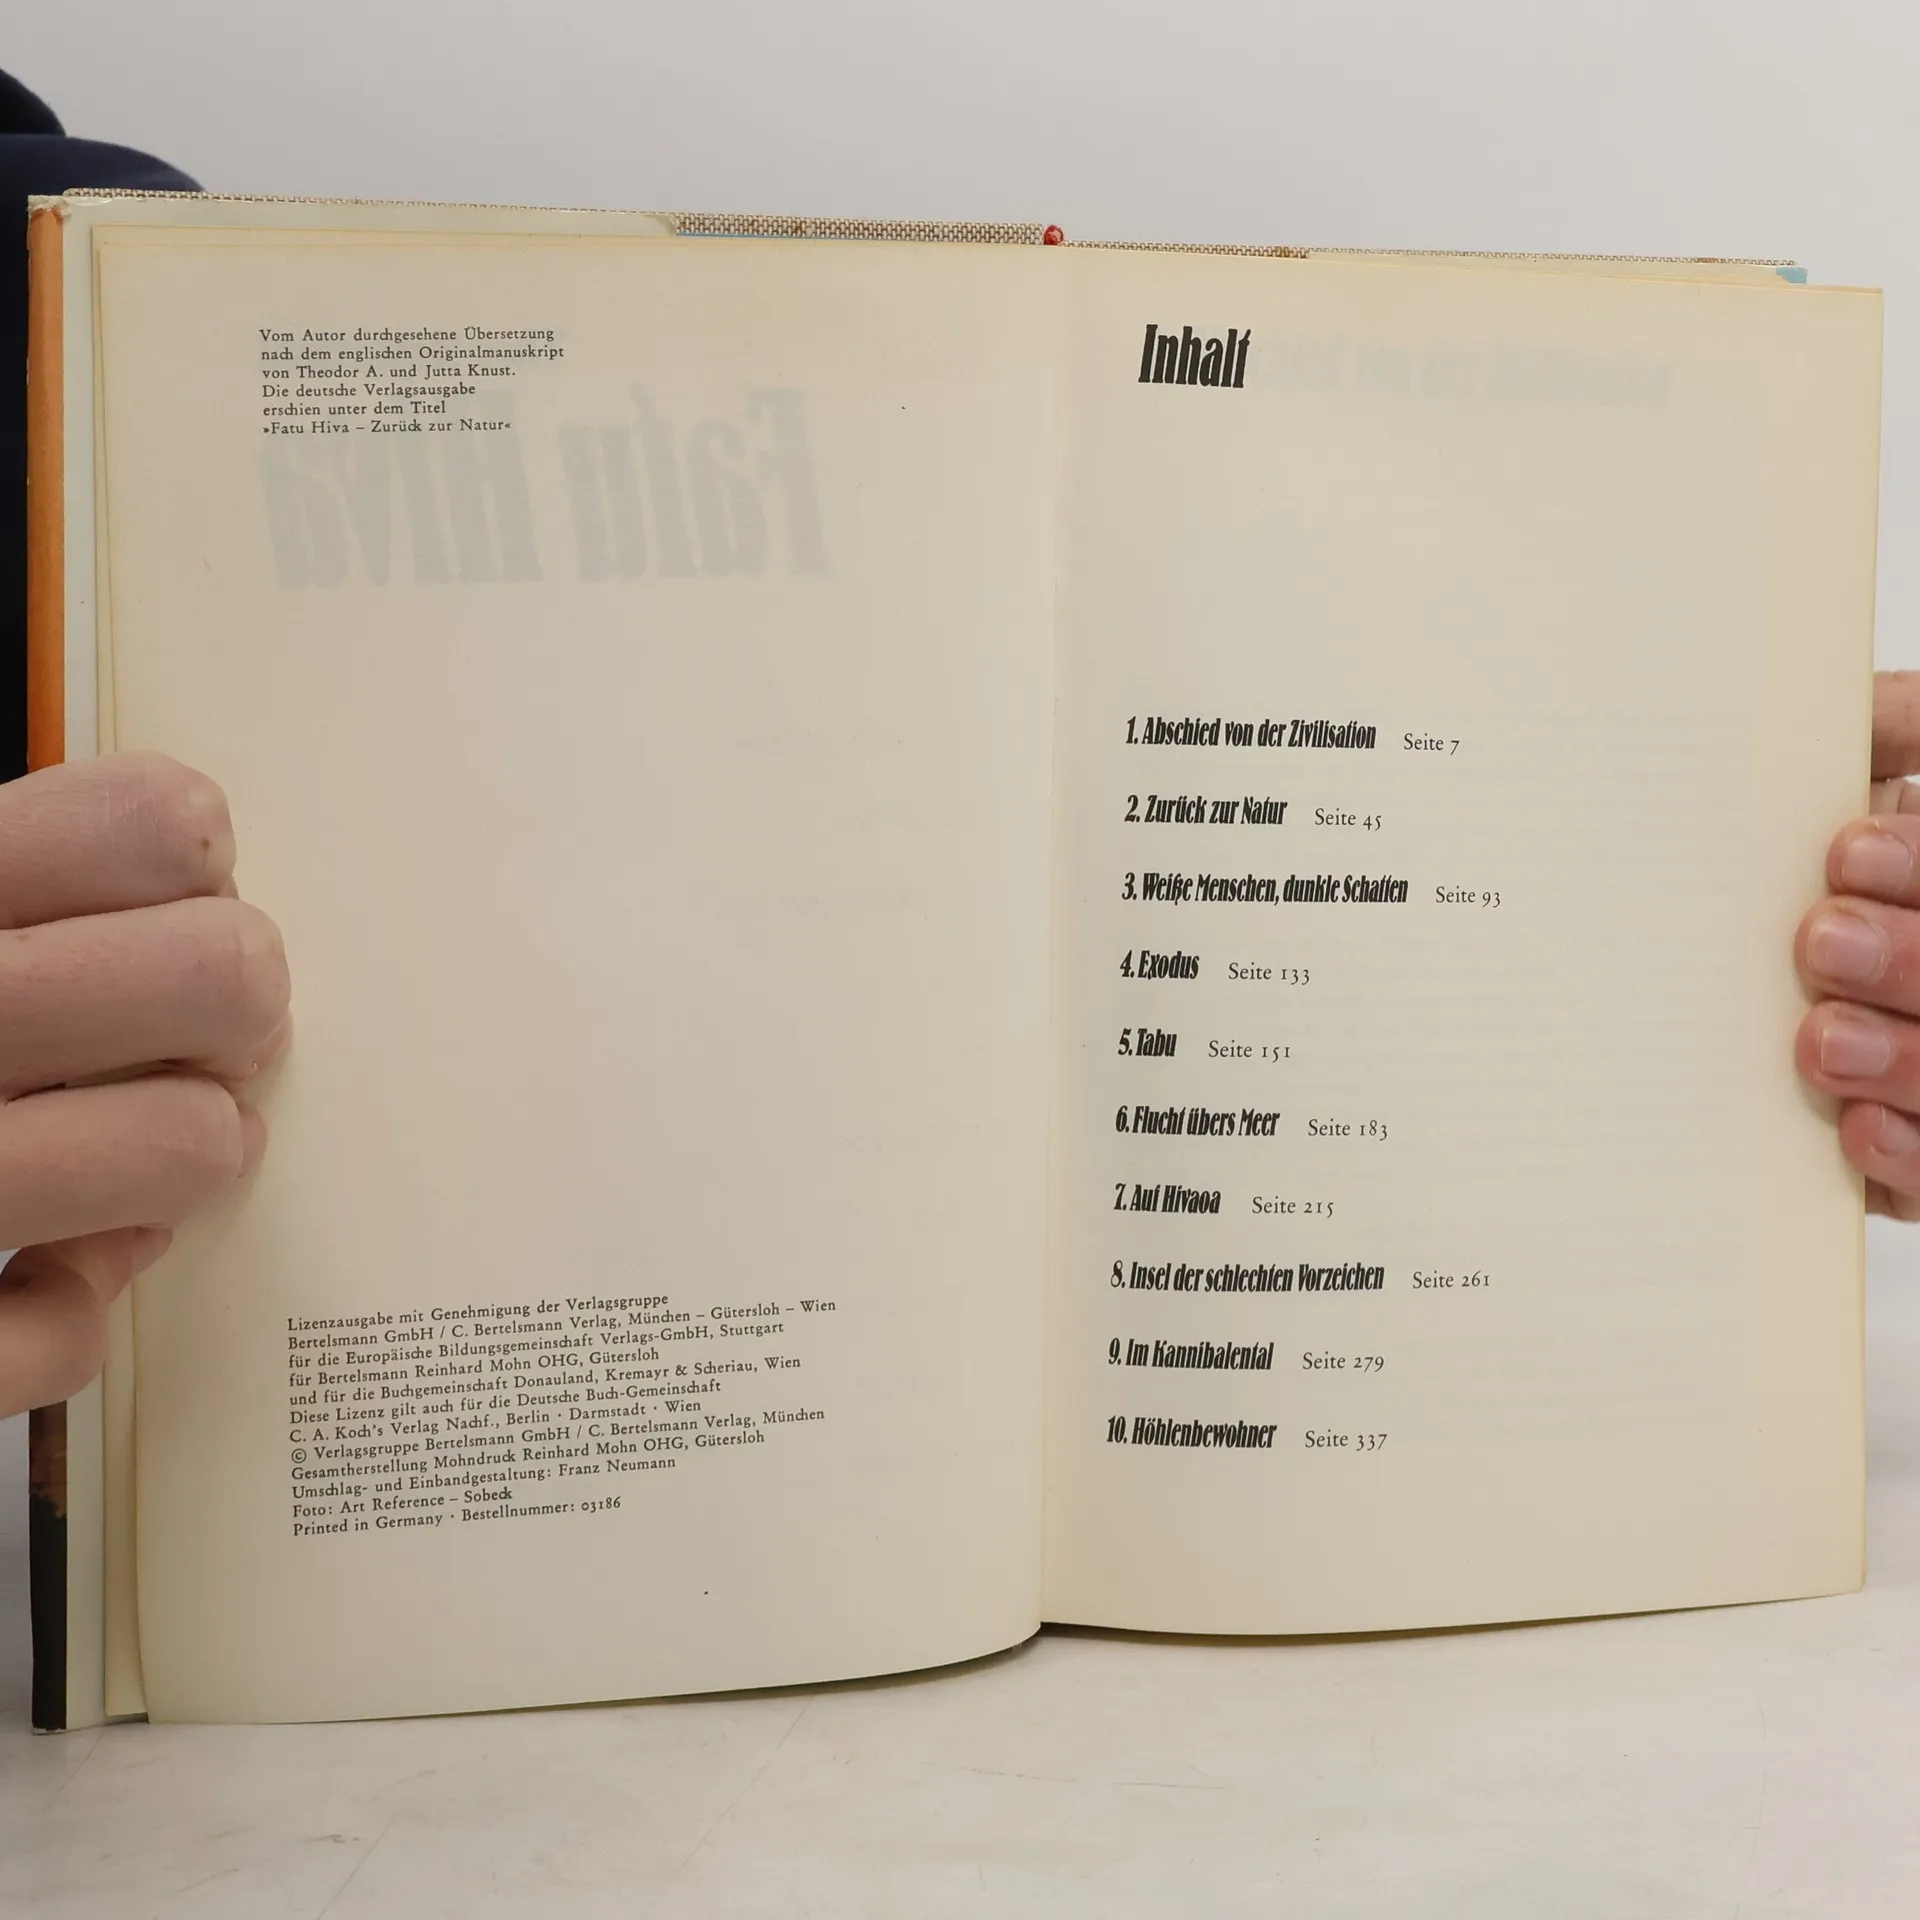 Vom Autor durchgesehene Übersetzung
nach dem englischen Originalmanuskript
von Theodor A. und Jutta Knust.
Die deutsche Verlagsausgabe
erschien unter dem Titel
»Fatu Hiva – Zurück zur Natur«
Fatu Hiva
Lizenzausgabe mit Genehmigung der Verlagsgruppe
Bertelsmann GmbH / C. Bertelsmann Verlag, München – Gütersloh – Wien
für die Europäische Bildungsgemeinschaft Verlags-GmbH, Stuttgart
für Bertelsmann Reinhard Mohn OHG, Gütersloh
und für die Buchgemeinschaft Donauland, Kremayr & Scheriau, Wien
Diese Lizenz gilt auch für die Deutsche Buch-Gemeinschaft
C. A. Koch's Verlag Nachf., Berlin · Darmstadt · Wien
© Verlagsgruppe Bertelsmann GmbH / C. Bertelsmann Verlag, München
Gesamtherstellung Mohndruck Reinhard Mohn OHG, Gütersloh
Umschlag- und Einbandgestaltung: Franz Neumann
Foto: Art Reference – Sobeck
Printed in Germany · Bestellnummer: 03186
Inhalt
1. Abschied von der Zivilisation Seite 7
2. Zurück zur Natur Seite 45
3. Weiße Menschen, dunkle Schatten Seite 93
4. Exodus Seite 133
5. Tabu Seite 151
6. Flucht übers Meer Seite 183
7. Auf Hivaoa Seite 215
8. Insel der schlechten Vorzeichen Seite 261
9. Im Kannibalental Seite 279
10. Höhlenbewohner Seite 337